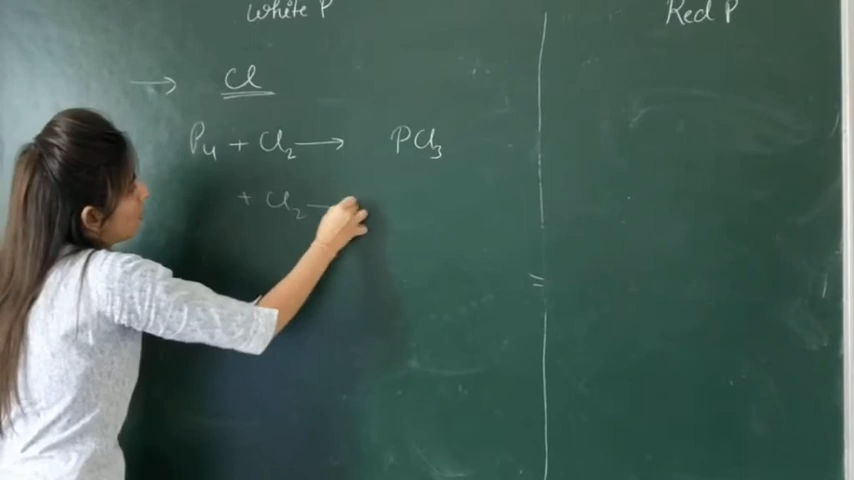 White P
Red P
→ Cl
P₄ + Cl₂ → PCl₃
+ Cl₂ —